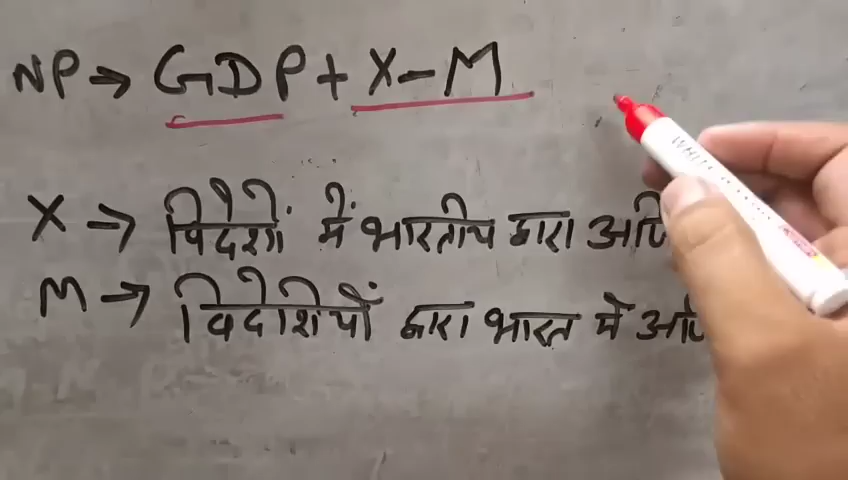 NP → GDP + X - M
X → विदेशों में भारतीय द्वारा
M → विदेशियों द्वारा भारत में